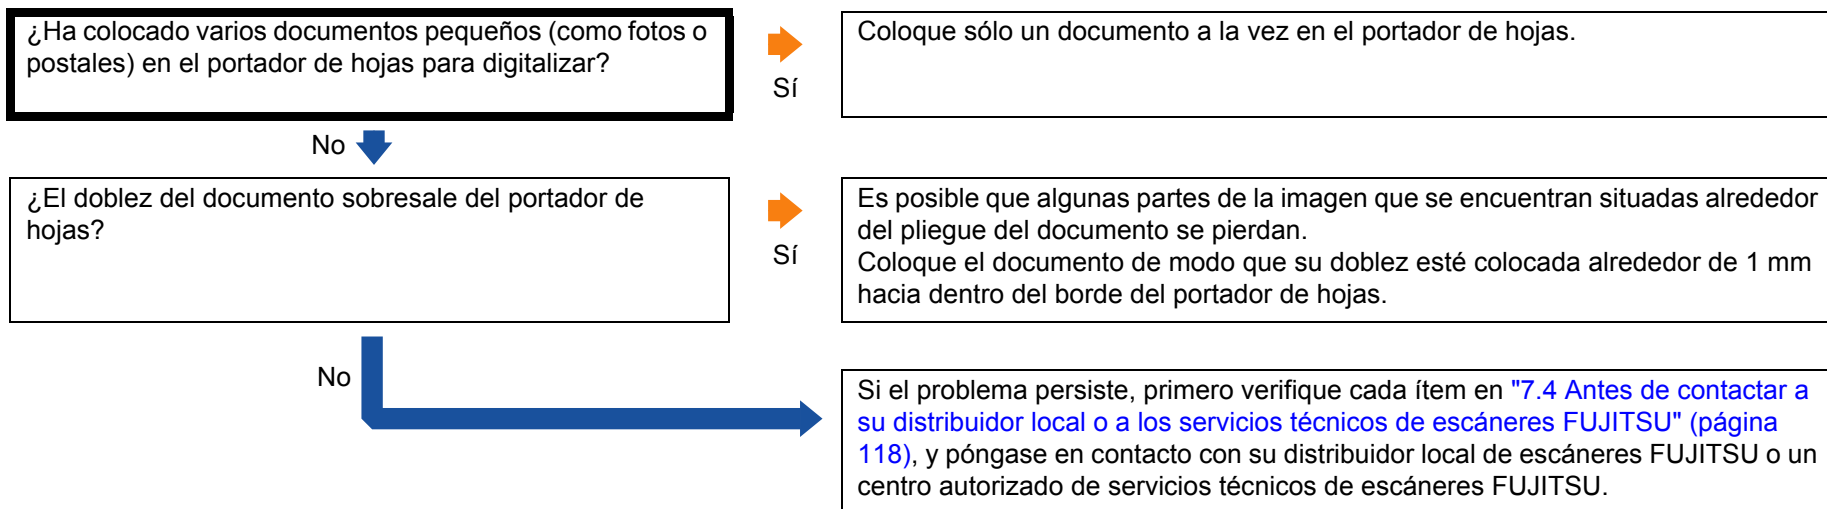 ¿Ha colocado varios documentos pequeños (como fotos o
postales) en el portador de hojas para digitalizar?
Sí
Coloque sólo un documento a la vez en el portador de hojas.
No
¿El doblez del documento sobresale del portador de
hojas?
Sí
Es posible que algunas partes de la imagen que se encuentran situadas alrededor
del pliegue del documento se pierdan.
Coloque el documento de modo que su doblez esté colocada alrededor de 1 mm
hacia dentro del borde del portador de hojas.
No
Si el problema persiste, primero verifique cada ítem en "7.4 Antes de contactar a
su distribuidor local o a los servicios técnicos de escáneres FUJITSU" (página
118), y póngase en contacto con su distribuidor local de escáneres FUJITSU o un
centro autorizado de servicios técnicos de escáneres FUJITSU.